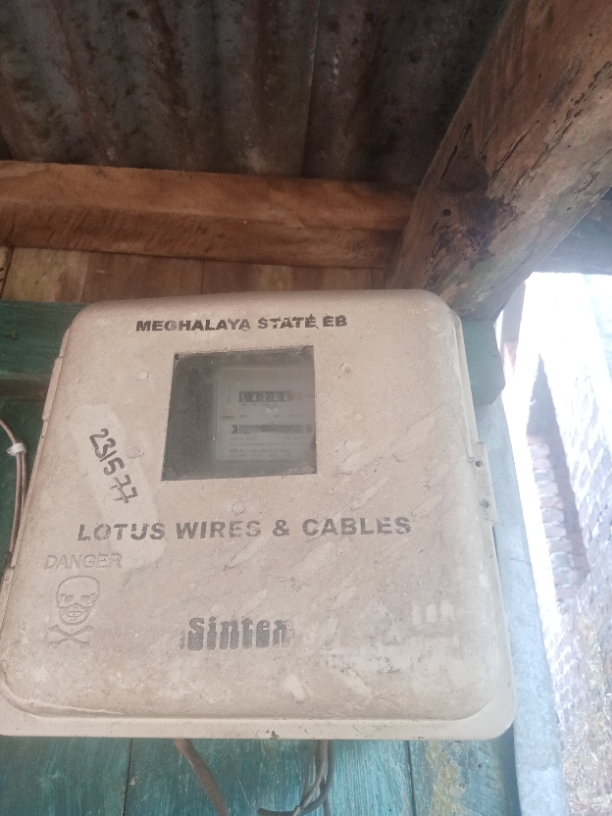 MEGHALAYA STATE EB
231577
LOTUS WIRES & CABLES
DANGER
Sintex